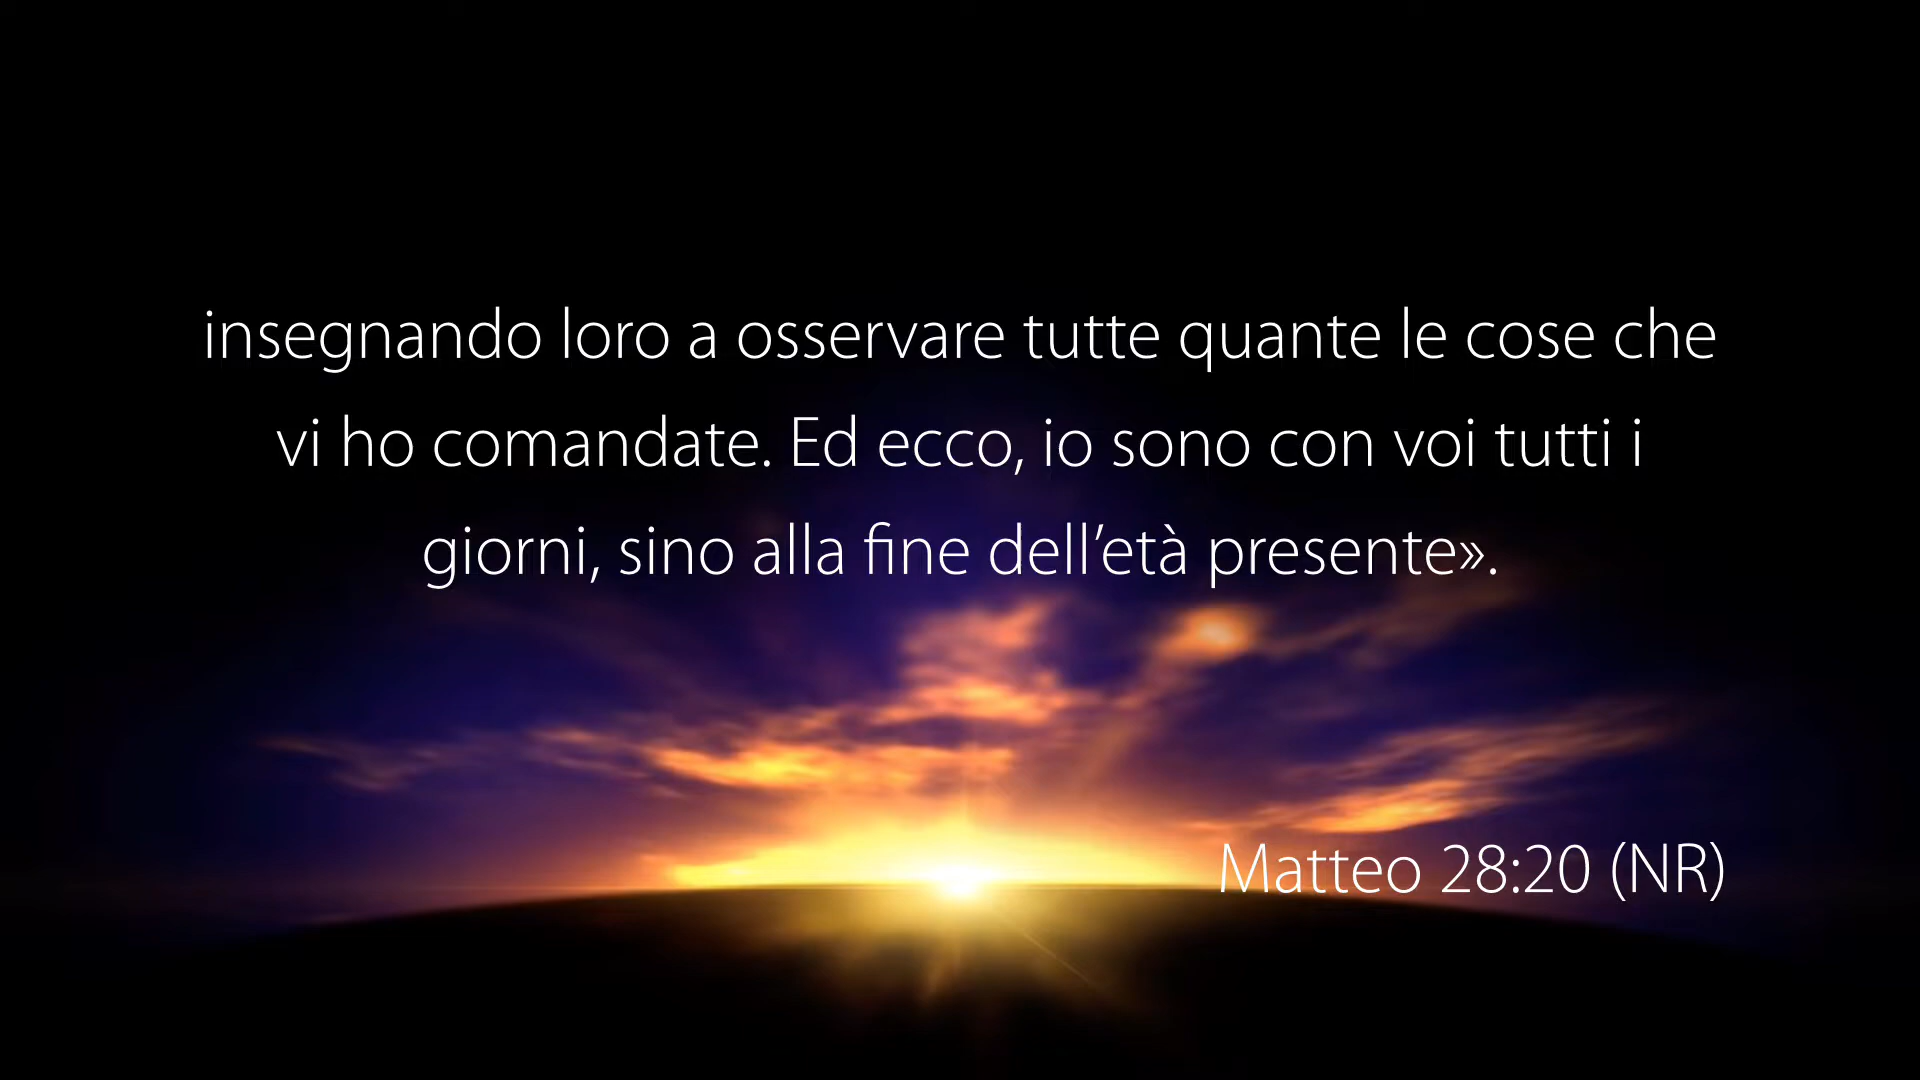 insegnando loro a osservare tutte quante le cose che
vi ho comandate. Ed ecco, io sono con voi tutti i
giorni, sino alla fine dell’età presente».
Matteo 28:20 (NR)